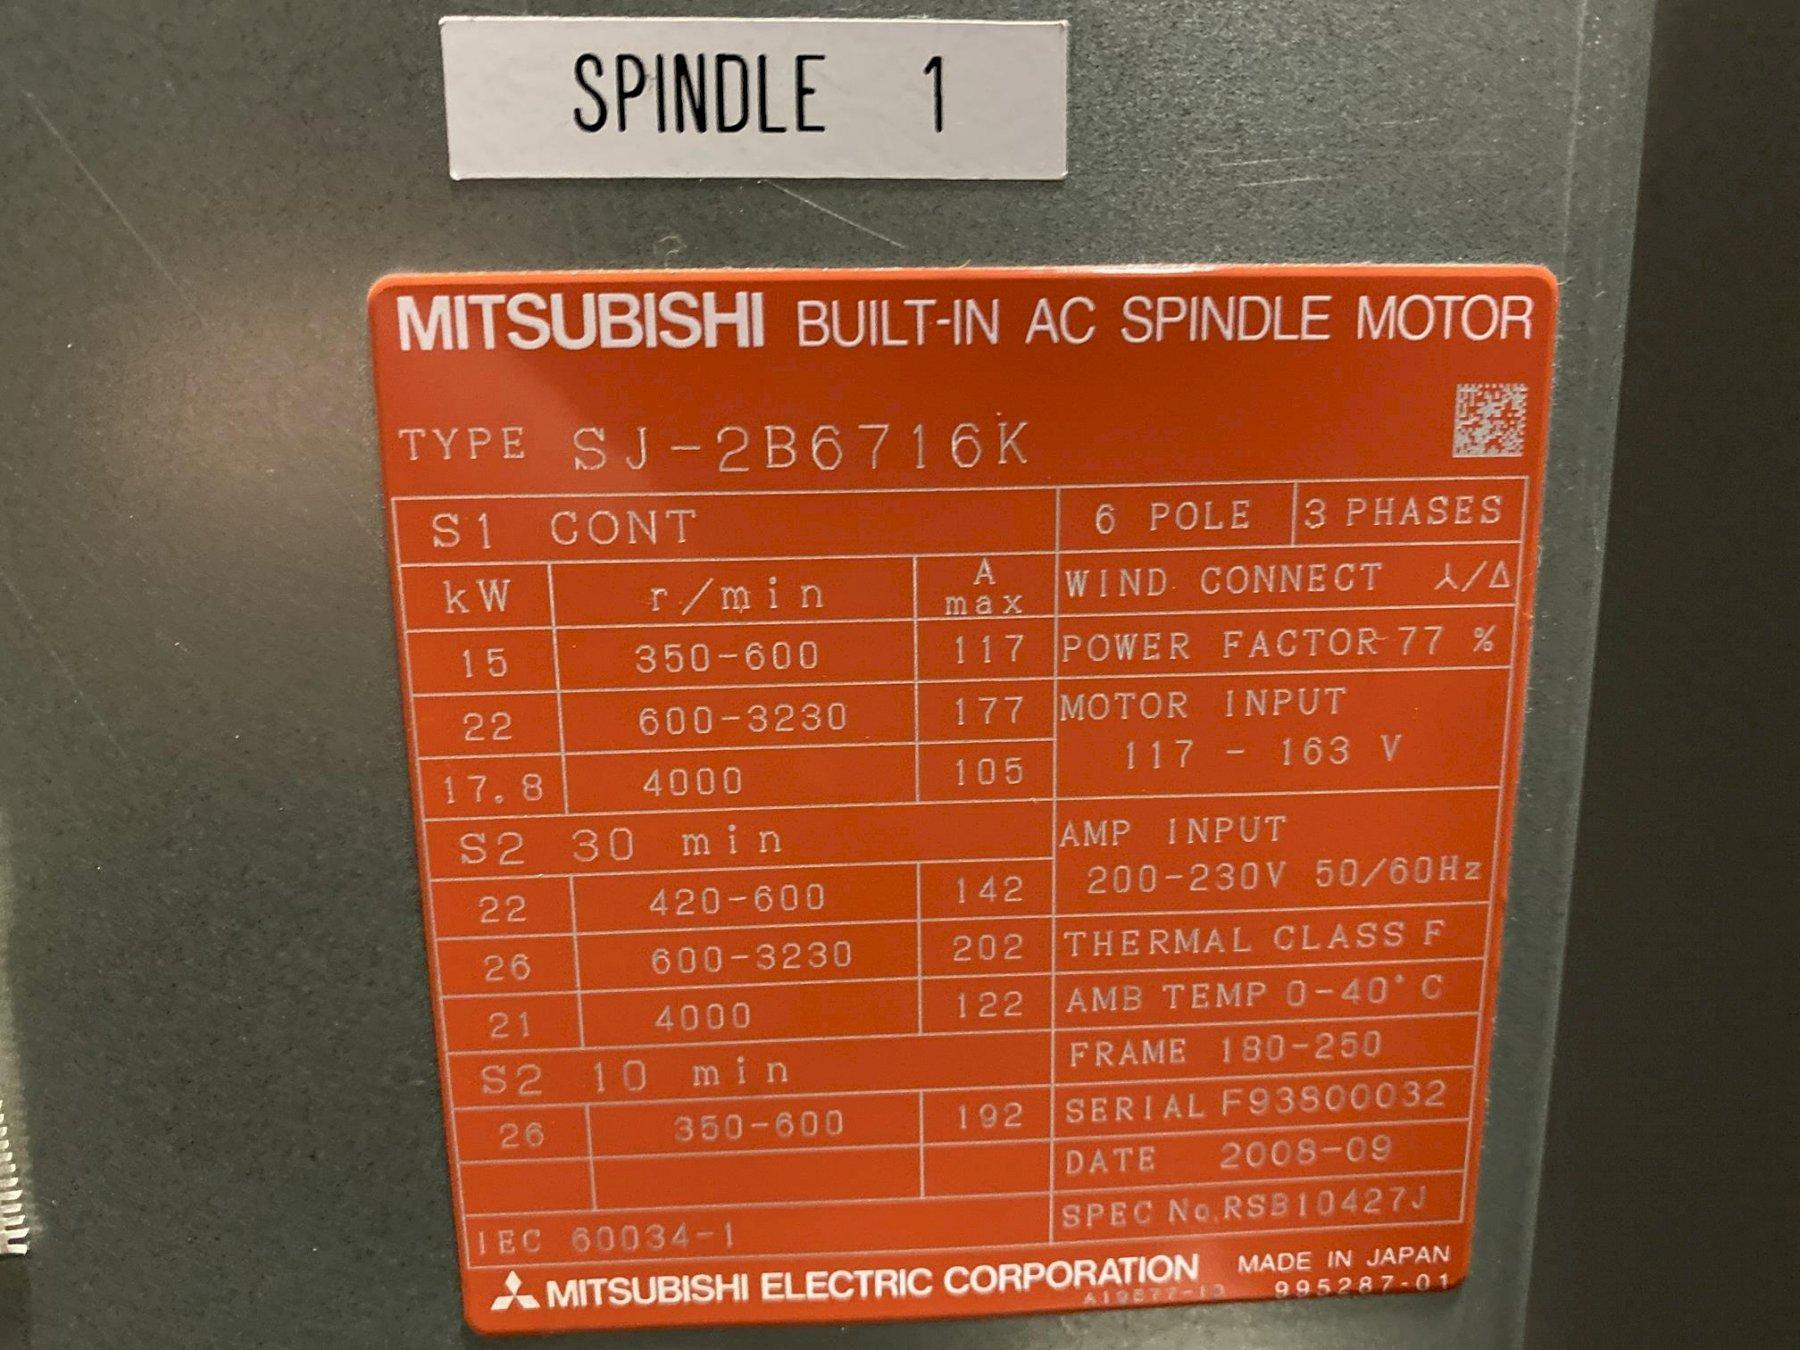 SPINDLE 1
MITSUBISHI BUILT-IN AC SPINDLE MOTOR
TYPE SJ-2B6716K
S1 CONT
kW r/min A max
15 350-600 117
22 600-3230 177
17.8 4000 105
S2 30 min
22 420-600 142
26 600-3230 202
21 4000 122
S2 10 min
26 350-600 192
IEC 60034-1
6 POLE 3 PHASES
WIND CONNECT ⅄/Δ
POWER FACTOR 77 %
MOTOR INPUT
117 - 163 V
AMP INPUT
200-230V 50/60Hz
THERMAL CLASS F
AMB TEMP 0-40°C
FRAME 180-250
SERIAL F93800032
DATE 2008-09
SPEC No.RSB10427J
MITSUBISHI ELECTRIC CORPORATION MADE IN JAPAN
995287-01